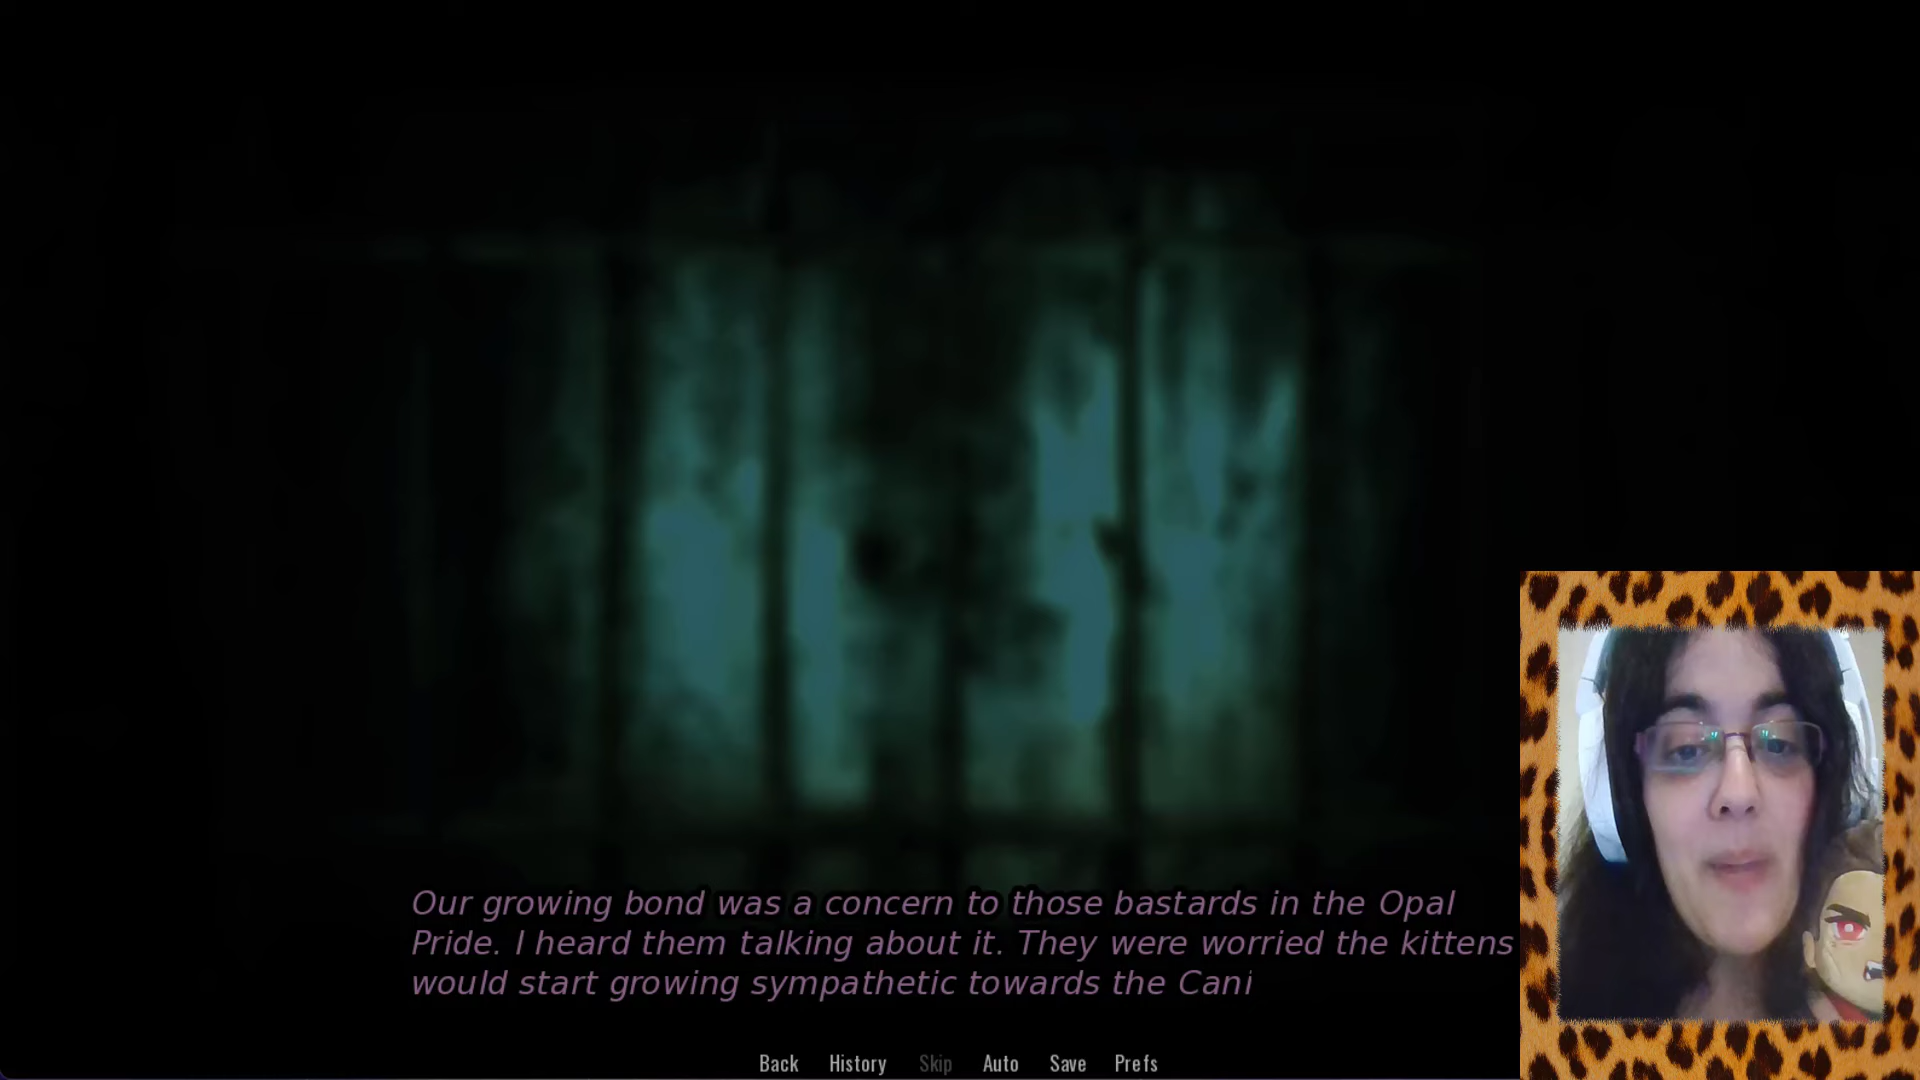 Our growing bond was a concern to those bastards in the Opal
Pride. I heard them talking about it. They were worried the kittens
would start growing sympathetic towards the Cani
Back History Skip Auto Save Prefs